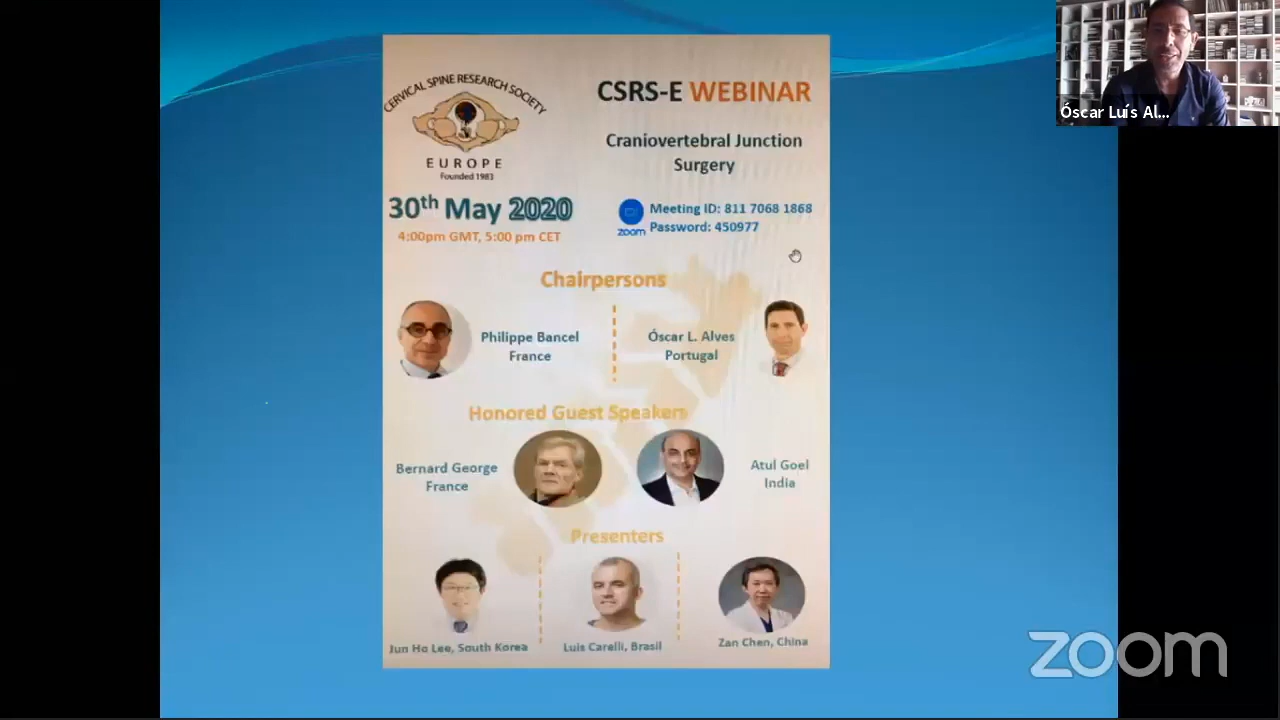 CERVICAL SPINE RESEARCH SOCIETY
EUROPE
Founded 1983
CSRS-E WEBINAR
Craniovertebral Junction
Surgery
30th May 2020
4:00pm GMT, 5:00 pm CET
zoom
Meeting ID: 811 7068 1868
Password: 450977
Chairpersons
Philippe Bancel
France
Óscar L. Alves
Portugal
Honored Guest Speakers
Bernard George
France
Atul Goel
India
Presenters
Jun Ho Lee, South Korea
Luis Carelli, Brasil
Zan Chen, China
Óscar Luís Al...
zoom